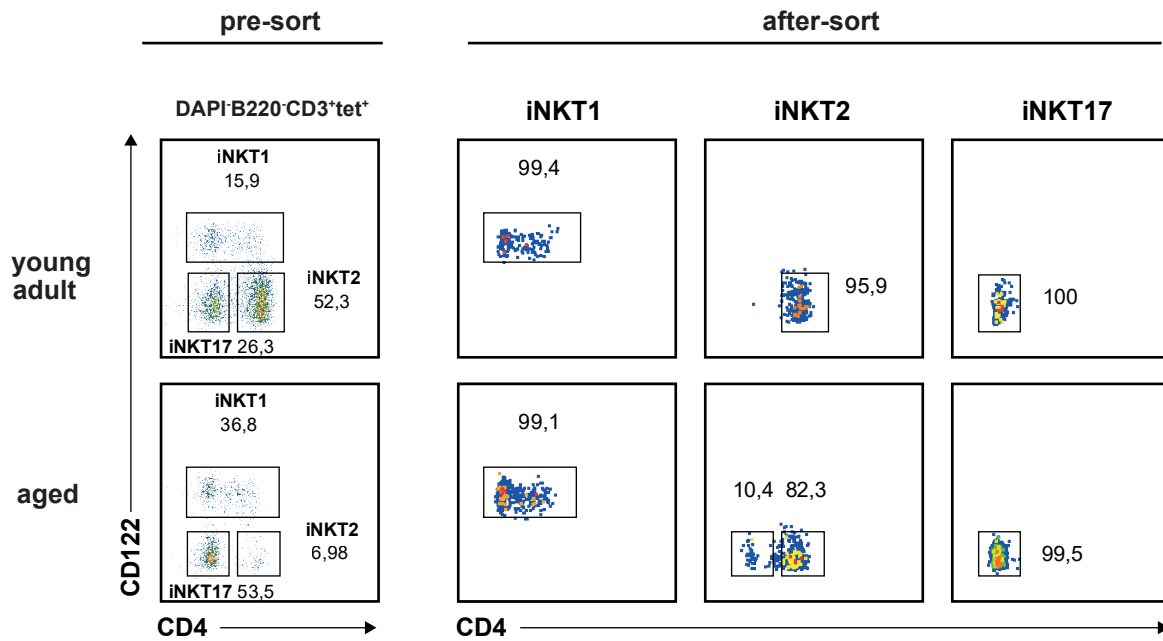 pre-sort
after-sort
DAPI⁻B220⁻CD3⁺tet⁺
iNKT1
iNKT2
iNKT17
young
adult
iNKT1
15,9
iNKT2
52,3
iNKT17 26,3
99,4
95,9
100
aged
iNKT1
36,8
iNKT2
6,98
iNKT17 53,5
99,1
10,4 82,3
99,5
CD122
CD4
CD4